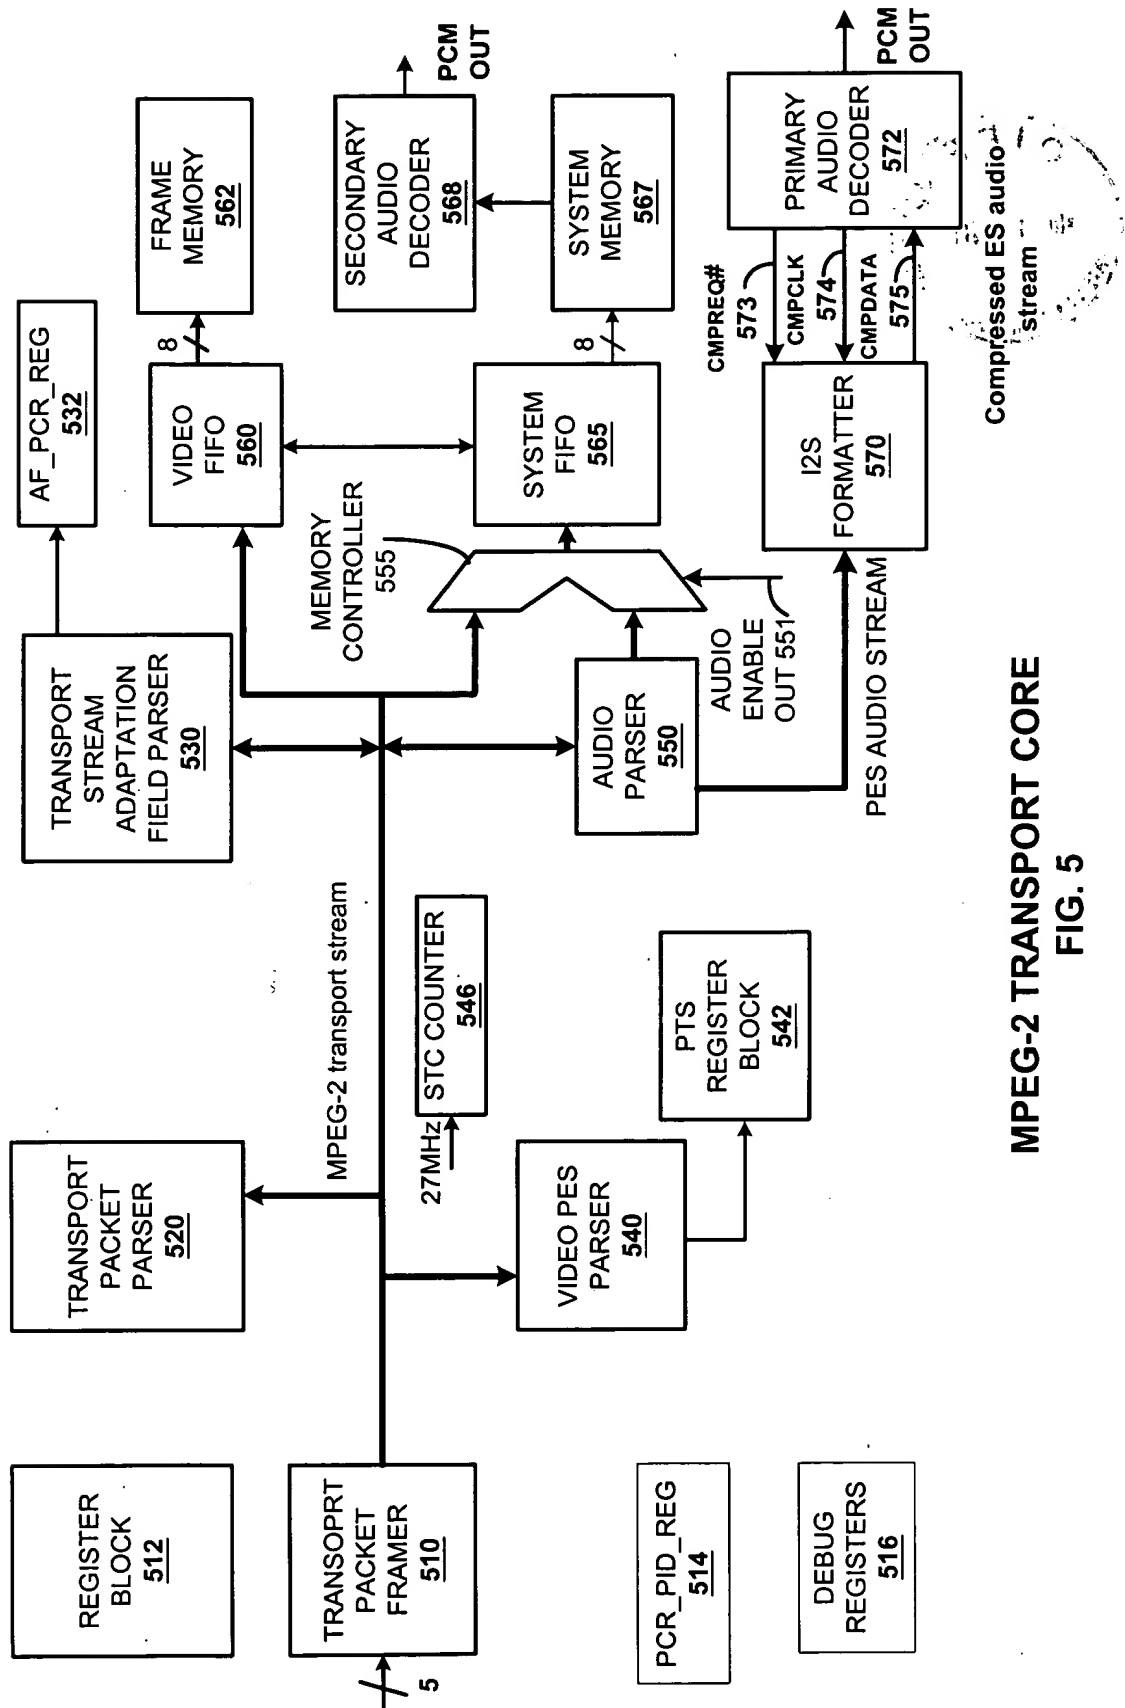 REGISTER
BLOCK
512
TRANSOPRT
PACKET
FRAMER
510
5
PCR_PID_REG
514
DEBUG
REGISTERS
516
TRANSPORT
PACKET
PARSER
520
MPEG-2 transport stream
27MHz
STC COUNTER
546
VIDEO PES
PARSER
540
PTS
REGISTER
BLOCK
542
TRANSPORT
STREAM
ADAPTATION
FIELD PARSER
530
AF_PCR_REG
532
MEMORY
CONTROLLER
555
AUDIO
PARSER
550
AUDIO
ENABLE
OUT 551
PES AUDIO STREAM
VIDEO
FIFO
560
8
FRAME
MEMORY
562
SYSTEM
FIFO
565
8
SECONDARY
AUDIO
DECODER
568
PCM
OUT
SYSTEM
MEMORY
567
I2S
FORMATTER
570
CMPREQ#
573
CMPCLK
574
CMPDATA
575
PRIMARY
AUDIO
DECODER
572
PCM
OUT
Compressed ES audio
stream
MPEG-2 TRANSPORT CORE
FIG. 5